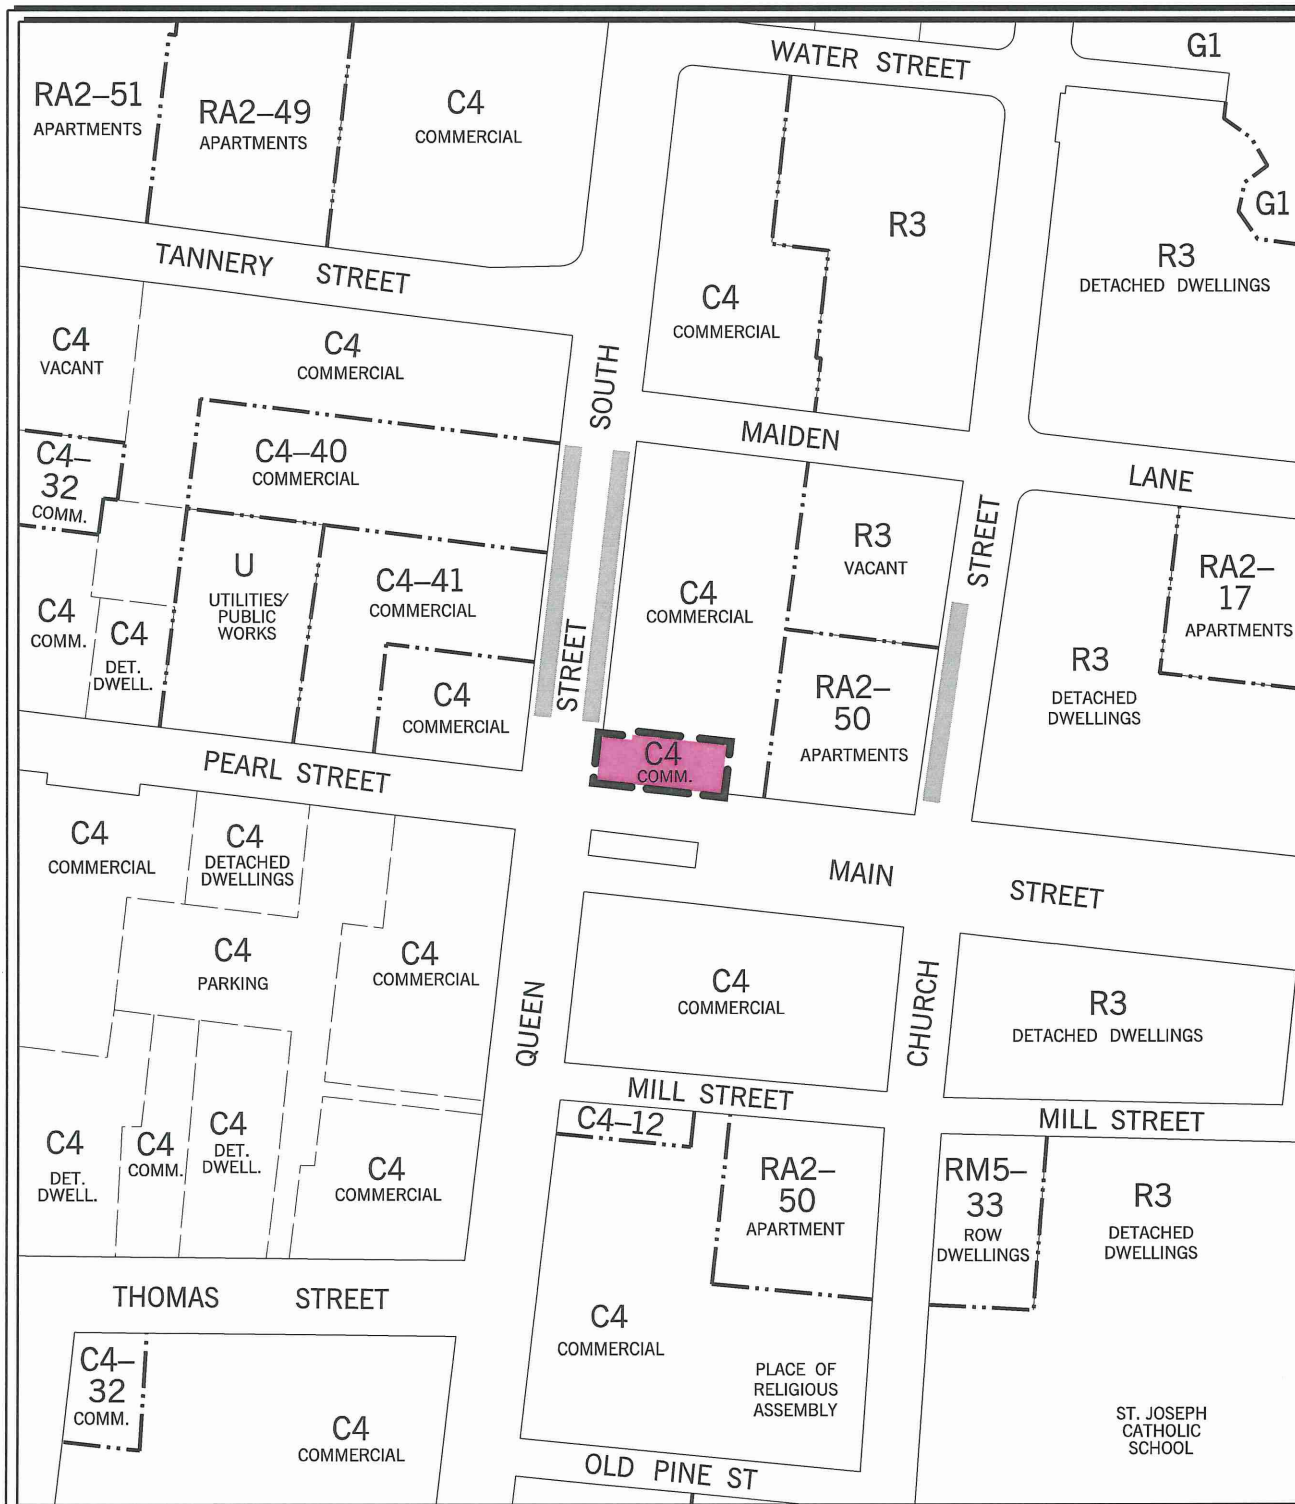 WATER STREET
G1
RA2–51
APARTMENTS
RA2–49
APARTMENTS
C4
COMMERCIAL
R3
G1
R3
DETACHED DWELLINGS
TANNERY STREET
C4
COMMERCIAL
C4
VACANT
C4
COMMERCIAL
SOUTH
MAIDEN
LANE
C4–
32
COMM.
C4–40
COMMERCIAL
STREET
R3
VACANT
RA2–
17
APARTMENTS
U
UTILITIES/
PUBLIC
WORKS
C4–41
COMMERCIAL
C4
COMMERCIAL
C4
COMM.
C4
DET.
DWELL.
STREET
R3
DETACHED
DWELLINGS
C4
COMMERCIAL
RA2–
50
APARTMENTS
C4
COMM.
PEARL STREET
C4
COMMERCIAL
C4
DETACHED
DWELLINGS
MAIN STREET
C4
PARKING
C4
COMMERCIAL
QUEEN
C4
COMMERCIAL
CHURCH
R3
DETACHED DWELLINGS
MILL STREET
MILL STREET
C4–12
C4
DET.
DWELL.
C4
COMM.
C4
DET.
DWELL.
C4
COMMERCIAL
RA2–
50
APARTMENT
RM5–
33
ROW
DWELLINGS
R3
DETACHED
DWELLINGS
THOMAS STREET
C4
COMMERCIAL
C4–
32
COMM.
C4
COMMERCIAL
PLACE OF
RELIGIOUS
ASSEMBLY
ST. JOSEPH
CATHOLIC
SCHOOL
OLD PINE ST